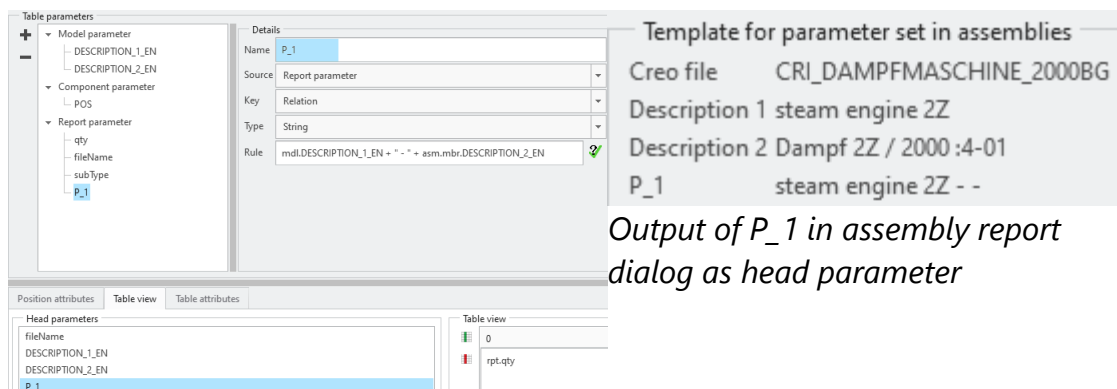 Table parameters
Model parameter
DESCRIPTION_1_EN
DESCRIPTION_2_EN
Component parameter
POS
Report parameter
qty
fileName
subType
P_1
Details
Name P_1
Source Report parameter
Key Relation
Type String
Rule mdl.DESCRIPTION_1_EN + " - " + asm.mbr.DESCRIPTION_2_EN
Template for parameter set in assemblies
Creo file CRI_DAMPFMASCHINE_2000BG
Description 1 steam engine 2Z
Description 2 Dampf 2Z / 2000 :4-01
P_1 steam engine 2Z - -
Output of P_1 in assembly report
dialog as head parameter
Position attributes Table view Table attributes
Head parameters
fileName
DESCRIPTION_1_EN
DESCRIPTION_2_EN
P_1
Table view
0
rpt.qty